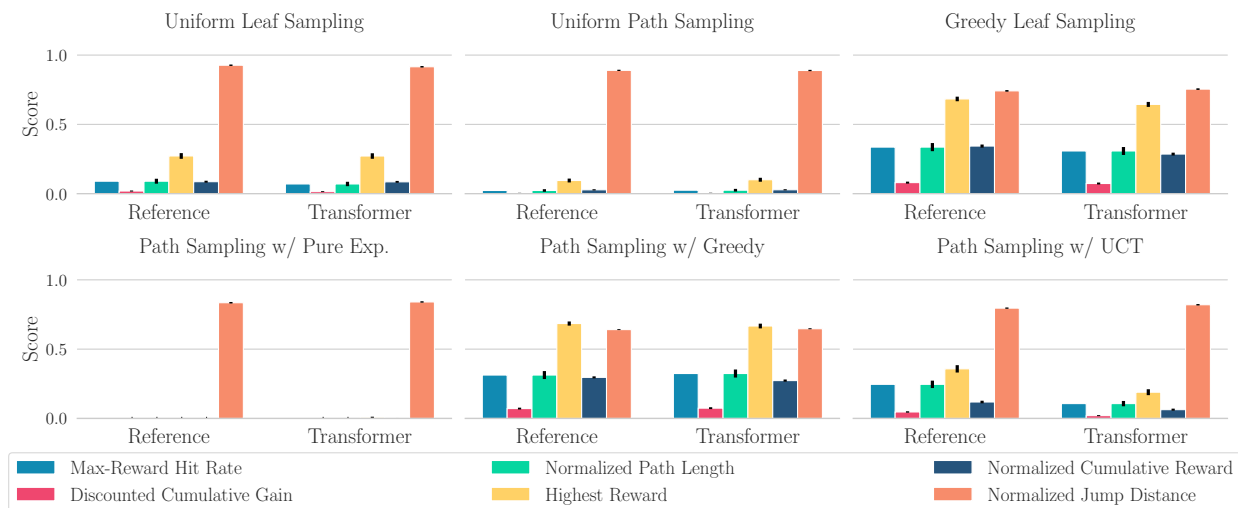 Uniform Leaf Sampling
Uniform Path Sampling
Greedy Leaf Sampling
Score
1.0
0.5
0.0
Reference
Transformer
Reference
Transformer
Reference
Transformer
Path Sampling w/ Pure Exp.
Path Sampling w/ Greedy
Path Sampling w/ UCT
Score
1.0
0.5
0.0
Reference
Transformer
Reference
Transformer
Reference
Transformer
Max-Reward Hit Rate
Discounted Cumulative Gain
Normalized Path Length
Highest Reward
Normalized Cumulative Reward
Normalized Jump Distance